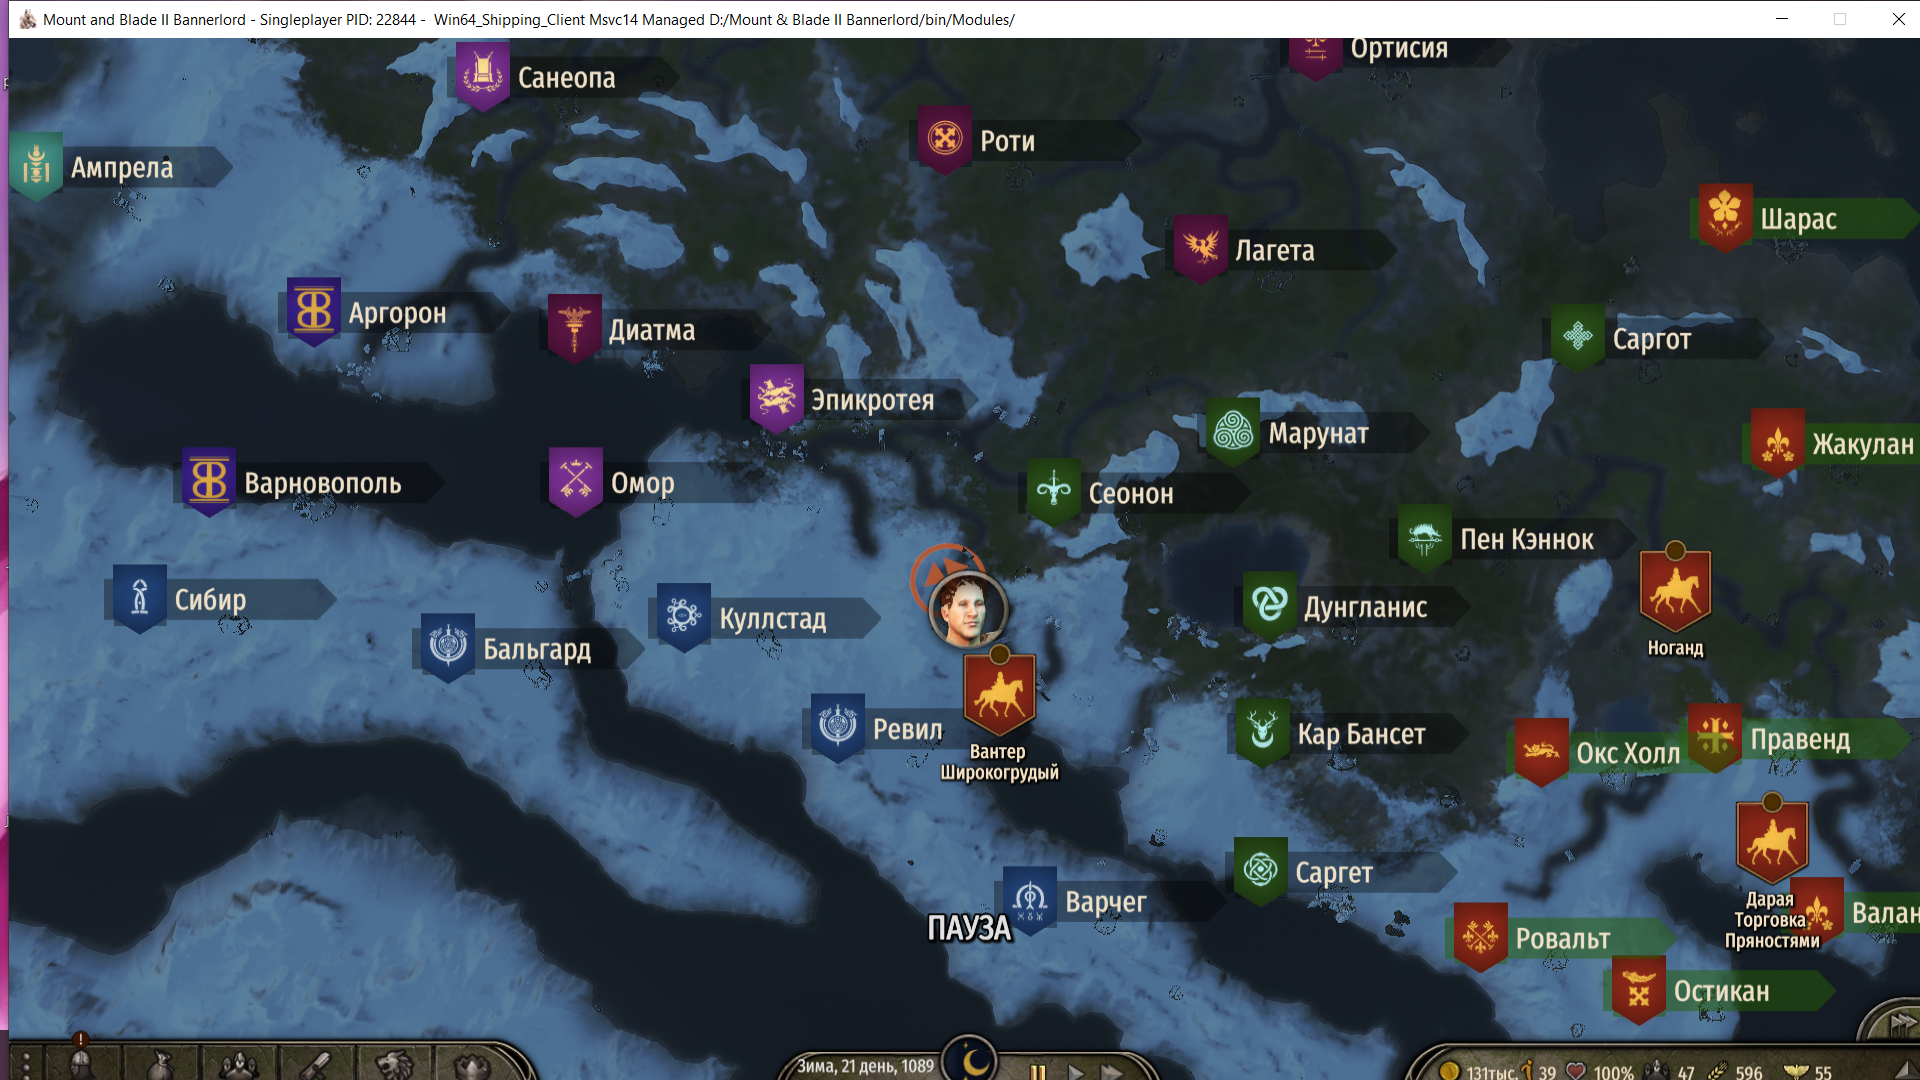 Mount and Blade II Bannerlord - Singleplayer PID: 22844 - Win64_Shipping_Client Msvc14 Managed D:/Mount & Blade II Bannerlord/bin/Modules/
Ортисия
Санеопа
Роти
Ампрела
Шарас
Лагета
Аргорон
Диатма
Саргот
Эпикротея
Марунат
Жакулан
Варновополь
Омор
Сеонон
Пен Кэннок
Сибир
Куллстад
Дунгланис
Бальгард
Ноганд
Ревил
Кар Бансет
Окс Холл
Правенд
Вантер
Широкогрудый
Саргет
Варчег
Дарая
Торговка
Пряностями
Валан
ПАУЗА
Ровальт
Остикан
Зима, 21 день, 1089
131тыс. 39 100% 47 596 55